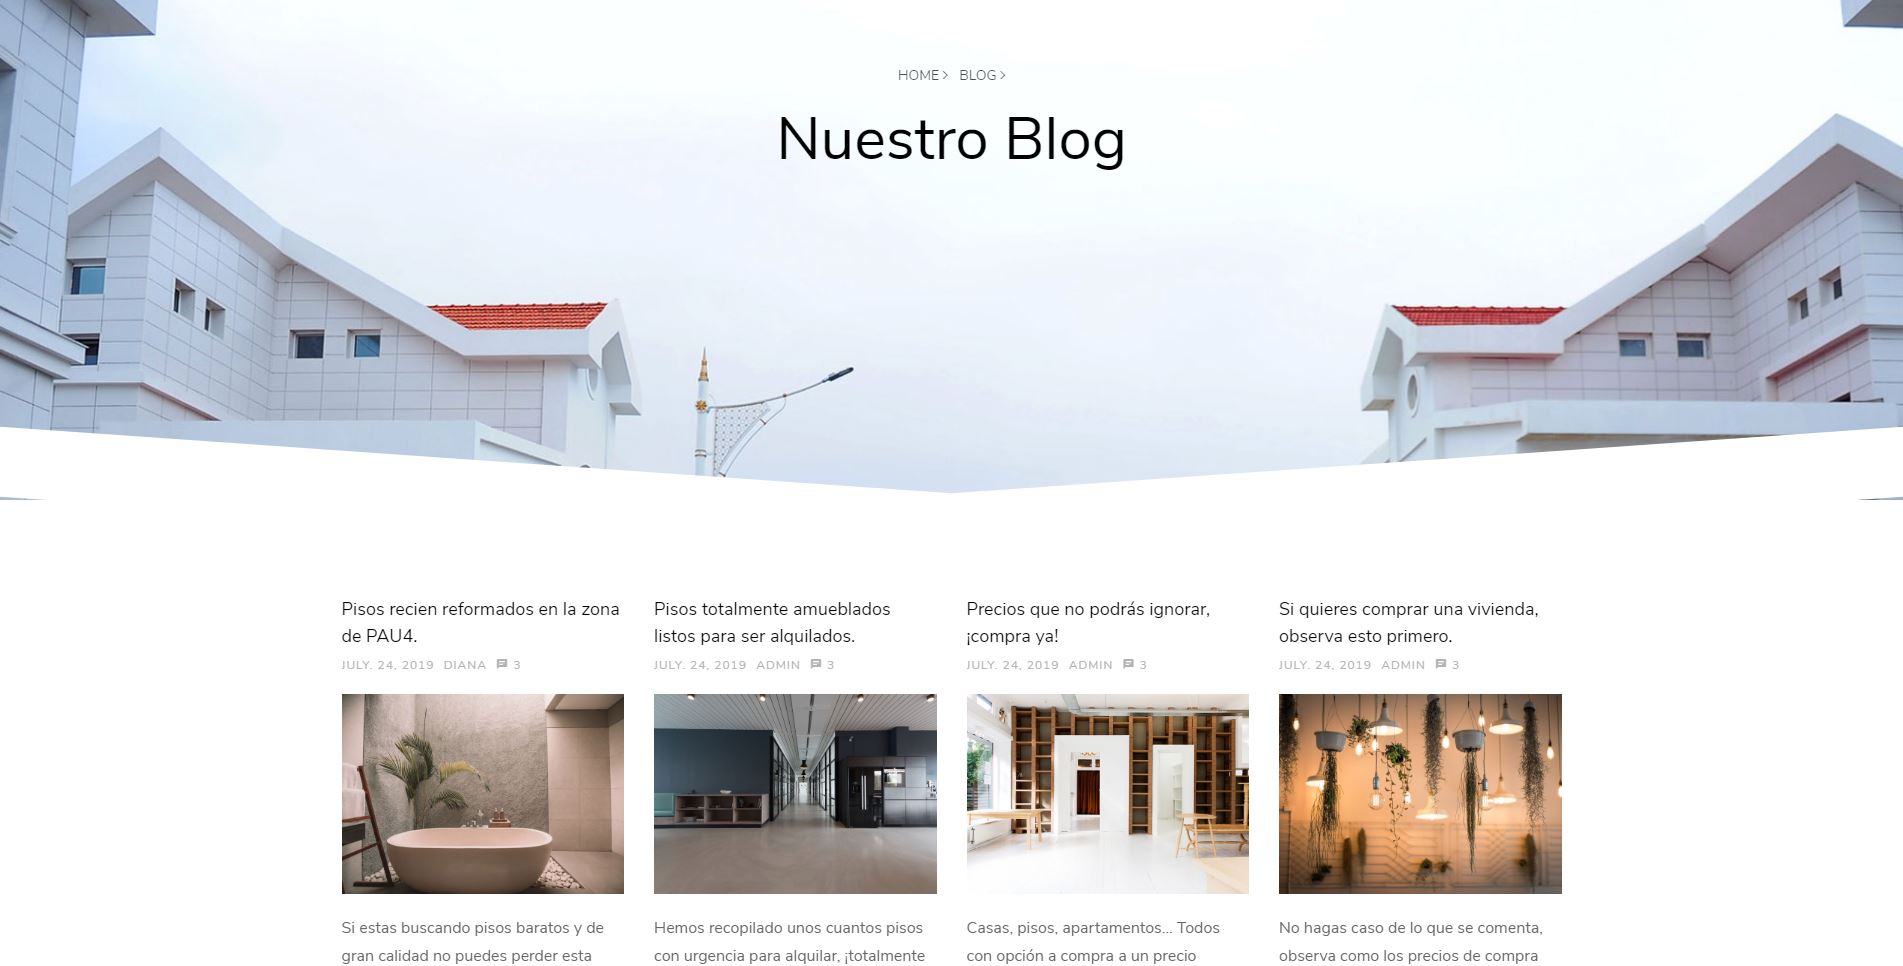 HOME BLOG
Nuestro Blog
Pisos recien reformados en la zona
de PAU4.
JULY. 24, 2019 DIANA 3
Si estas buscando pisos baratos y de
gran calidad no puedes perder esta
Pisos totalmente amueblados
listos para ser alquilados.
JULY. 24, 2019 ADMIN 3
Hemos recopilado unos cuantos pisos
con urgencia para alquilar, ¡totalmente
Precios que no podrás ignorar,
¡compra ya!
JULY. 24, 2019 ADMIN 3
Casas, pisos, apartamentos... Todos
con opción a compra a un precio
Si quieres comprar una vivienda,
observa esto primero.
JULY. 24, 2019 ADMIN 3
No hagas caso de lo que se comenta,
observa como los precios de compra